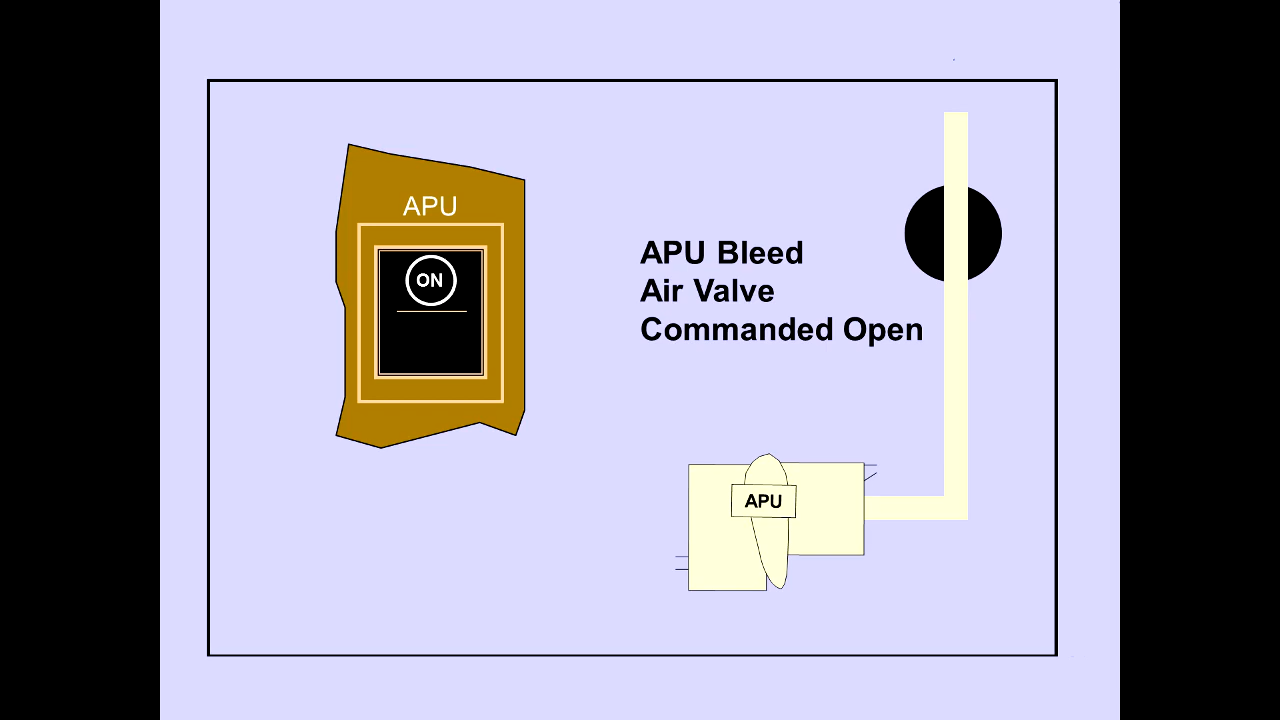 APU
ON
APU Bleed
Air Valve
Commanded Open
APU